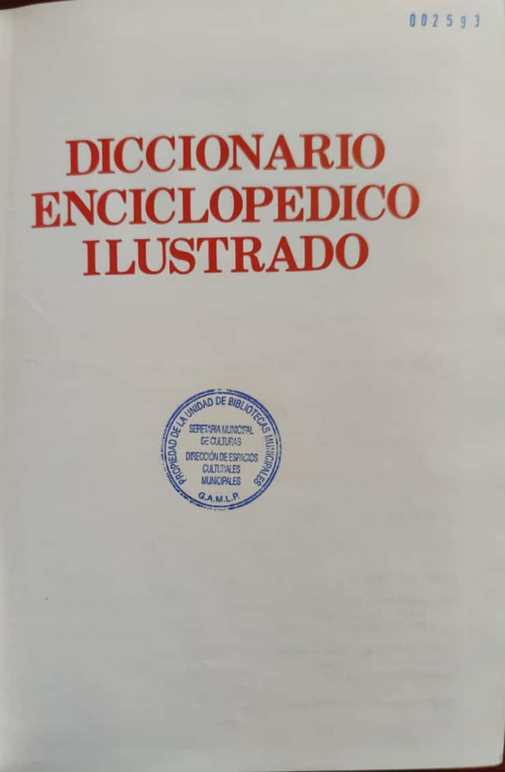 002593
DICCIONARIO
ENCICLOPEDICO
ILUSTRADO
PROPIEDAD DE LA UNIDAD DE BIBLIOTECAS MUNICIPALES
SERETARIA MUNICIPAL
DE CULTURAS
DIRECCIÓN DE ESPACIOS
CULTURALES
MUNICIPALES
G.A.M.L.P.